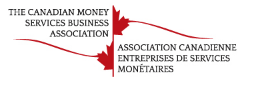 THE CANADIAN MONEY
SERVICES BUSINESS
ASSOCIATION
ASSOCIATION CANADIENNE
ENTREPRISES DE SERVICES
MONÉTAIRES